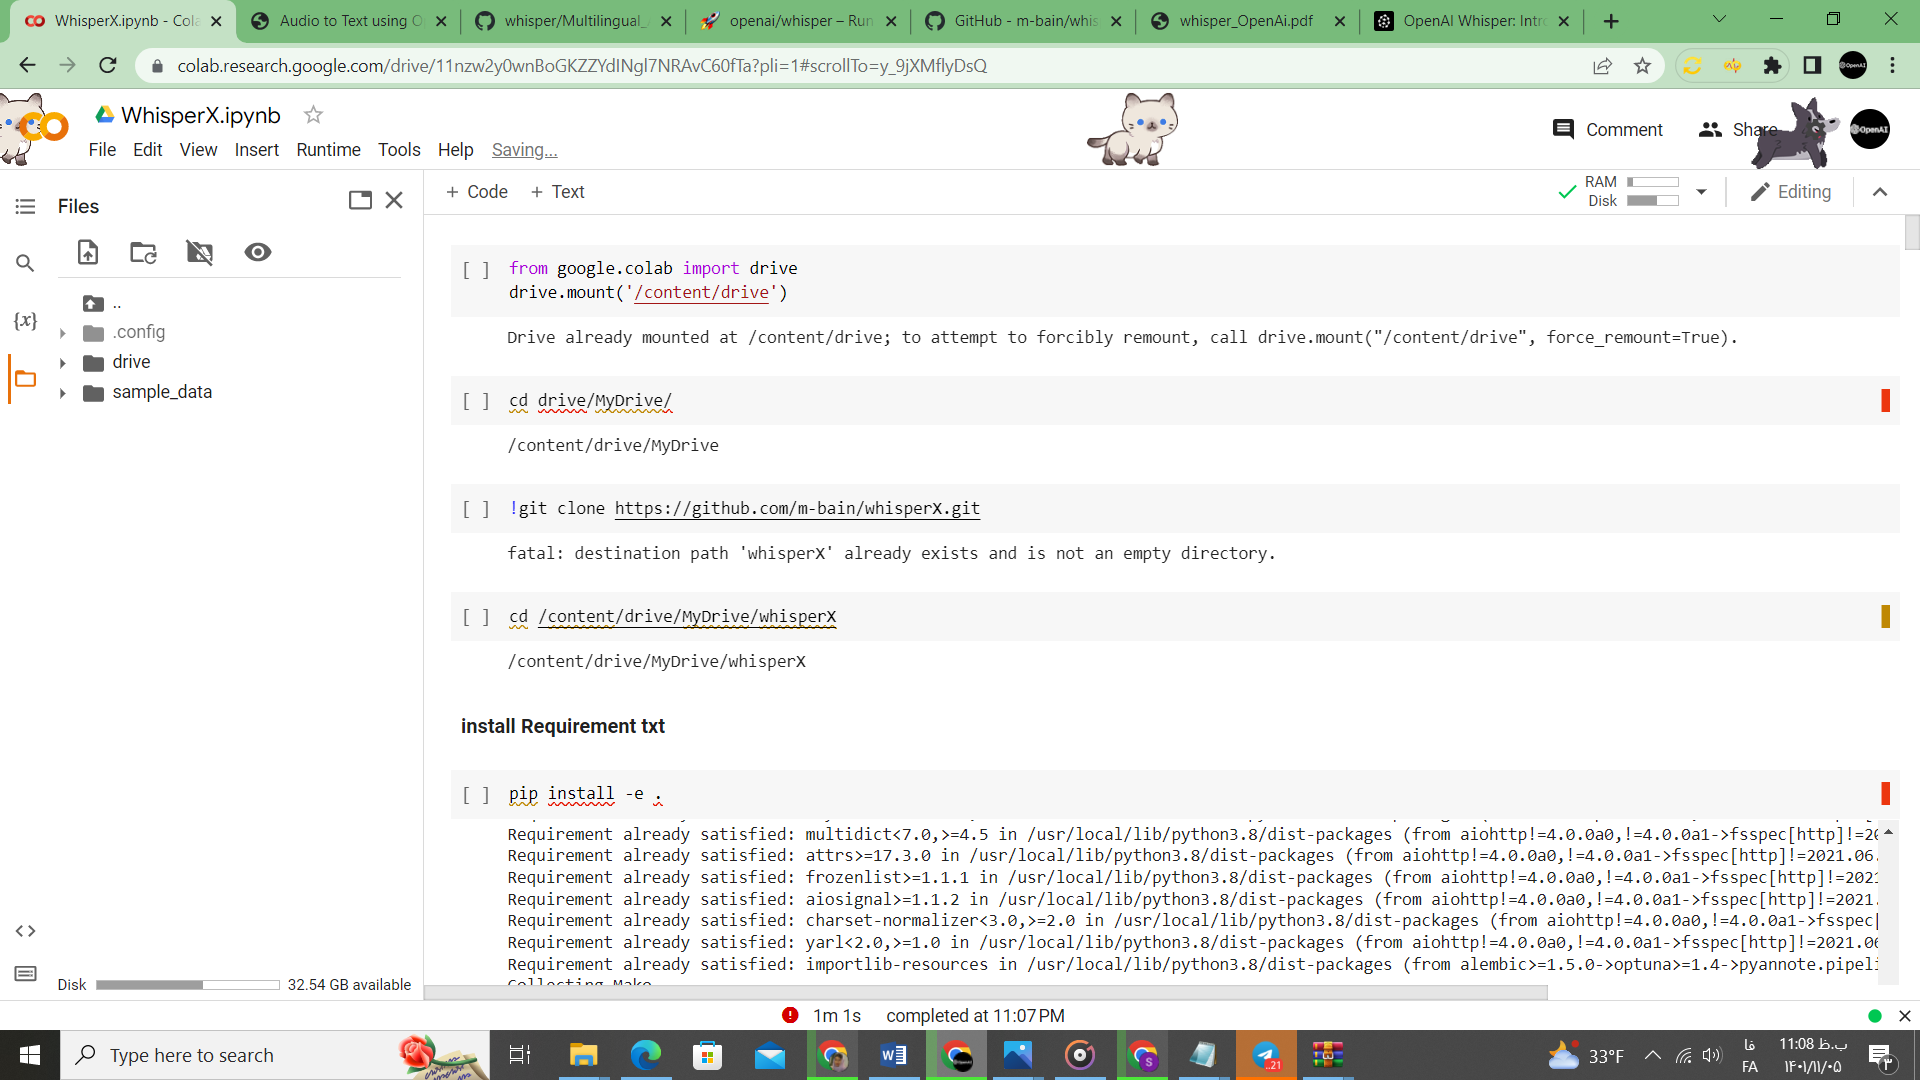 WhisperX.ipynb - Cola
Audio to Text using O
whisper/Multilingual_
openai/whisper – Run
GitHub - m-bain/whis
whisper_OpenAi.pdf
OpenAI Whisper: Intro
colab.research.google.com/drive/11nzw2y0wnBoGKZZYdINgl7NRAvC60fTa?pli=1#scrollTo=y_9jXMflyDsQ
WhisperX.ipynb
File Edit View Insert Runtime Tools Help Saving...
Comment
Share
OpenAI
Files
+ Code + Text
RAM
Disk
Editing
..
.config
drive
sample_data
[ ] from google.colab import drive
drive.mount('/content/drive')
Drive already mounted at /content/drive; to attempt to forcibly remount, call drive.mount("/content/drive", force_remount=True).
[ ] cd drive/MyDrive/
/content/drive/MyDrive
[ ] !git clone https://github.com/m-bain/whisperX.git
fatal: destination path 'whisperX' already exists and is not an empty directory.
[ ] cd /content/drive/MyDrive/whisperX
/content/drive/MyDrive/whisperX
install Requirement txt
[ ] pip install -e .
Requirement already satisfied: multidict<7.0,>=4.5 in /usr/local/lib/python3.8/dist-packages (from aiohttp!=4.0.0a0,!=4.0.0a1->fsspec[http]!=20
Requirement already satisfied: attrs>=17.3.0 in /usr/local/lib/python3.8/dist-packages (from aiohttp!=4.0.0a0,!=4.0.0a1->fsspec[http]!=2021.06.
Requirement already satisfied: frozenlist>=1.1.1 in /usr/local/lib/python3.8/dist-packages (from aiohttp!=4.0.0a0,!=4.0.0a1->fsspec[http]!=2021
Requirement already satisfied: aiosignal>=1.1.2 in /usr/local/lib/python3.8/dist-packages (from aiohttp!=4.0.0a0,!=4.0.0a1->fsspec[http]!=2021.
Requirement already satisfied: charset-normalizer<3.0,>=2.0 in /usr/local/lib/python3.8/dist-packages (from aiohttp!=4.0.0a0,!=4.0.0a1->fsspec[
Requirement already satisfied: yarl<2.0,>=1.0 in /usr/local/lib/python3.8/dist-packages (from aiohttp!=4.0.0a0,!=4.0.0a1->fsspec[http]!=2021.06
Requirement already satisfied: importlib-resources in /usr/local/lib/python3.8/dist-packages (from alembic>=1.5.0->optuna>=1.4->pyannote.pipeli
Collecting Mako
Disk 32.54 GB available
1m 1s completed at 11:07 PM
Type here to search
33°F
فا
FA
11:08 ب.ظ
۱۴۰۱/۱۱/۰۵
۳
..21